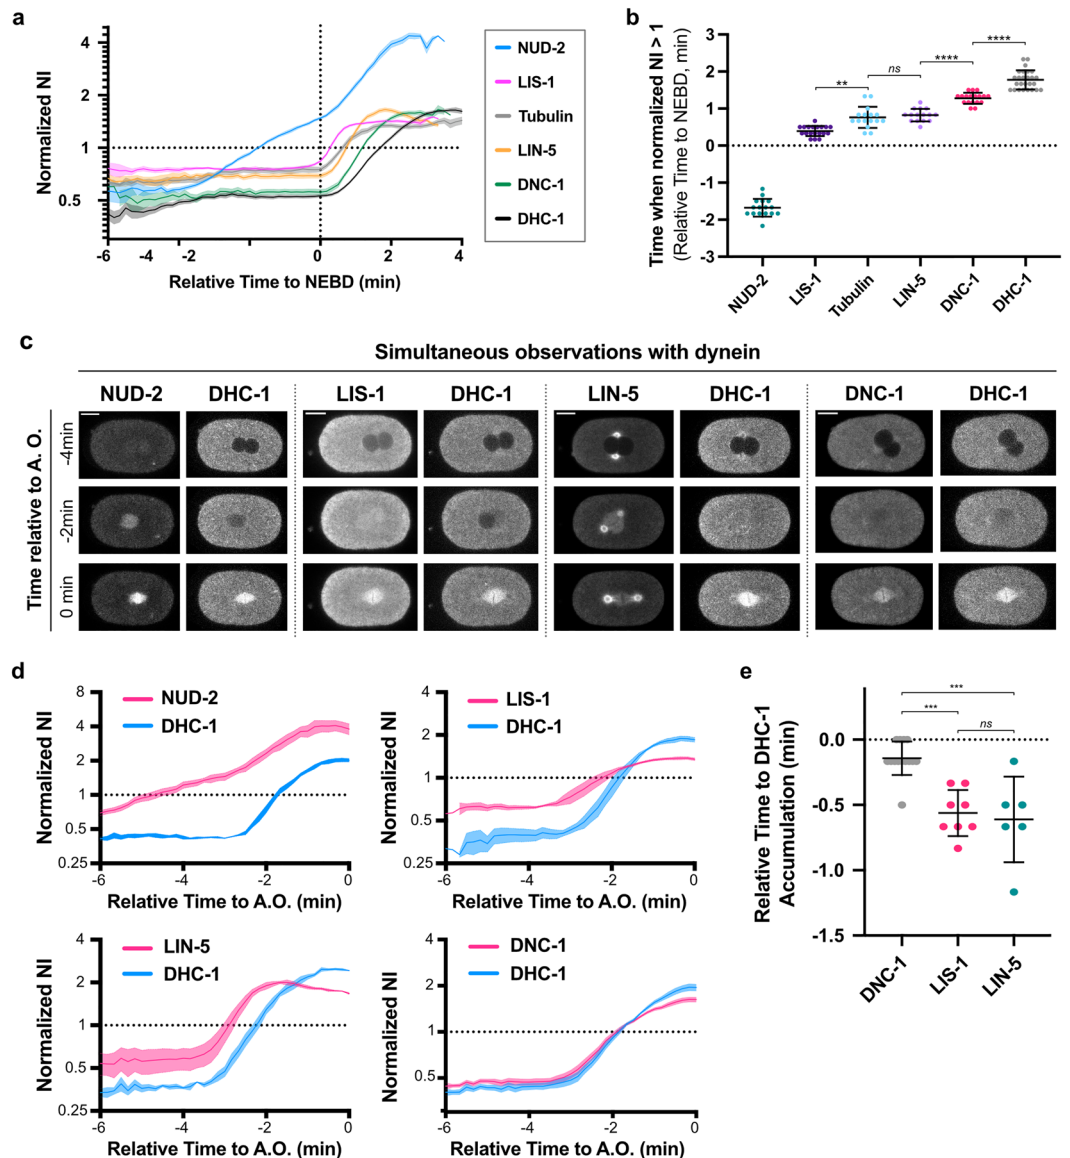 a
Normalized NI
4
2
1
0.5
-6
-4
-2
0
2
4
Relative Time to NEBD (min)
NUD-2
LIS-1
Tubulin
LIN-5
DNC-1
DHC-1
b
Time when normalized NI > 1
(Relative Time to NEBD, min)
3
2
1
0
-1
-2
-3
**
ns
****
****
NUD-2
LIS-1
Tubulin
LIN-5
DNC-1
DHC-1
c
Simultaneous observations with dynein
NUD-2 DHC-1 LIS-1 DHC-1 LIN-5 DHC-1 DNC-1 DHC-1
Time relative to A. O.
-4min
-2min
0 min
d
Normalized NI
8
4
2
1
0.5
0.25
NUD-2
DHC-1
-6 -4 -2 0
Relative Time to A.O. (min)
Normalized NI
4
2
1
0.5
0.25
LIS-1
DHC-1
-6 -4 -2 0
Relative Time to A.O. (min)
Normalized NI
4
2
1
0.5
0.25
LIN-5
DHC-1
-6 -4 -2 0
Relative Time to A.O. (min)
Normalized NI
4
2
1
0.5
DNC-1
DHC-1
-6 -4 -2 0
Relative Time to A.O. (min)
e
Relative Time to DHC-1
Accumulation (min)
0.0
-0.5
-1.0
-1.5
***
***
ns
DNC-1
LIS-1
LIN-5